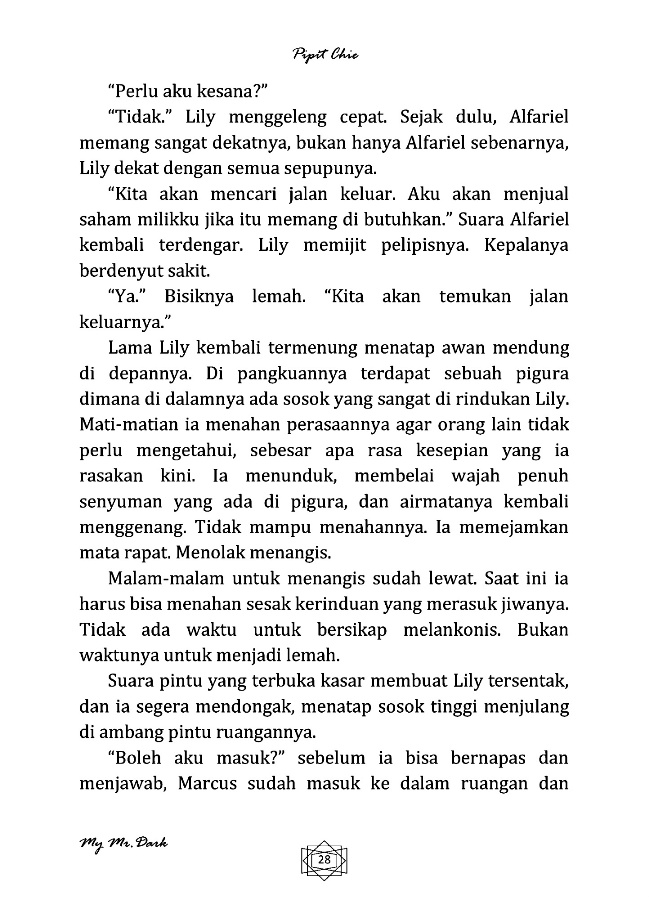 Pipit Chie
“Perlu aku kesana?”
“Tidak.” Lily menggeleng cepat. Sejak dulu, Alfariel
memang sangat dekatnya, bukan hanya Alfariel sebenarnya,
Lily dekat dengan semua sepupunya.
“Kita akan mencari jalan keluar. Aku akan menjual
saham milikku jika itu memang di butuhkan.” Suara Alfariel
kembali terdengar. Lily memijit pelipisnya. Kepalanya
berdenyut sakit.
“Ya.” Bisiknya lemah. “Kita akan temukan jalan
keluarnya.”
Lama Lily kembali termenung menatap awan mendung
di depannya. Di pangkuannya terdapat sebuah pigura
dimana di dalamnya ada sosok yang sangat di rindukan Lily.
Mati-matian ia menahan perasaannya agar orang lain tidak
perlu mengetahui, sebesar apa rasa kesepian yang ia
rasakan kini. Ia menunduk, membelai wajah penuh
senyuman yang ada di pigura, dan airmatanya kembali
menggenang. Tidak mampu menahannya. Ia memejamkan
mata rapat. Menolak menangis.
Malam-malam untuk menangis sudah lewat. Saat ini ia
harus bisa menahan sesak kerinduan yang merasuk jiwanya.
Tidak ada waktu untuk bersikap melankonis. Bukan
waktunya untuk menjadi lemah.
Suara pintu yang terbuka kasar membuat Lily tersentak,
dan ia segera mendongak, menatap sosok tinggi menjulang
di ambang pintu ruangannya.
“Boleh aku masuk?” sebelum ia bisa bernapas dan
menjawab, Marcus sudah masuk ke dalam ruangan dan
My Mr. Dark
28